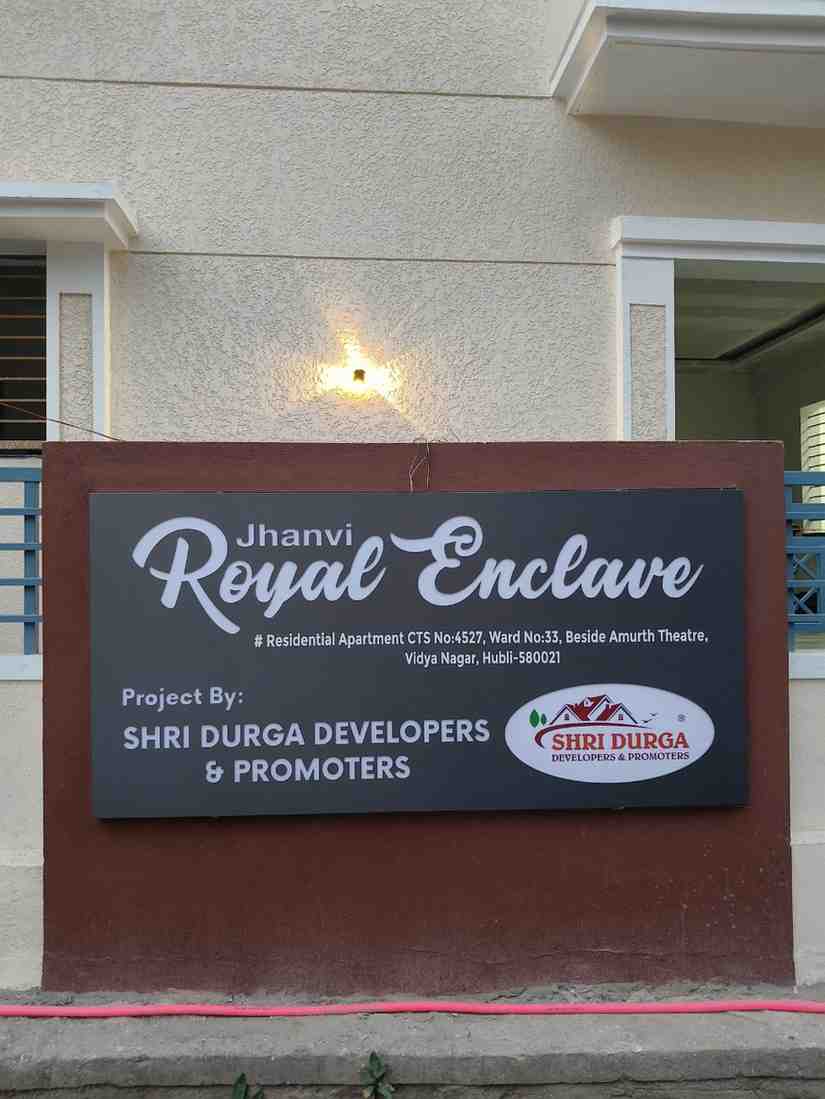 Jhanvi
Royal Enclave
# Residential Apartment CTS No:4527, Ward No:33, Beside Amurth Theatre,
Vidya Nagar, Hubli-580021
Project By:
SHRI DURGA DEVELOPERS
& PROMOTERS
®
SHRI DURGA
DEVELOPERS & PROMOTERS